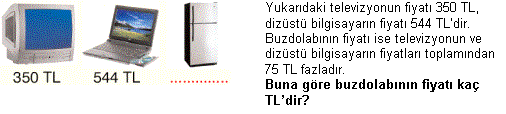 350 TL
544 TL
..............
Yukarıdaki televizyonun fiyatı 350 TL,
dizüstü bilgisayarın fiyatı 544 TL'dir.
Buzdolabının fiyatı ise televizyonun ve
dizüstü bilgisayarın fiyatları toplamından
75 TL fazladır.
Buna göre buzdolabının fiyatı kaç
TL'dir?